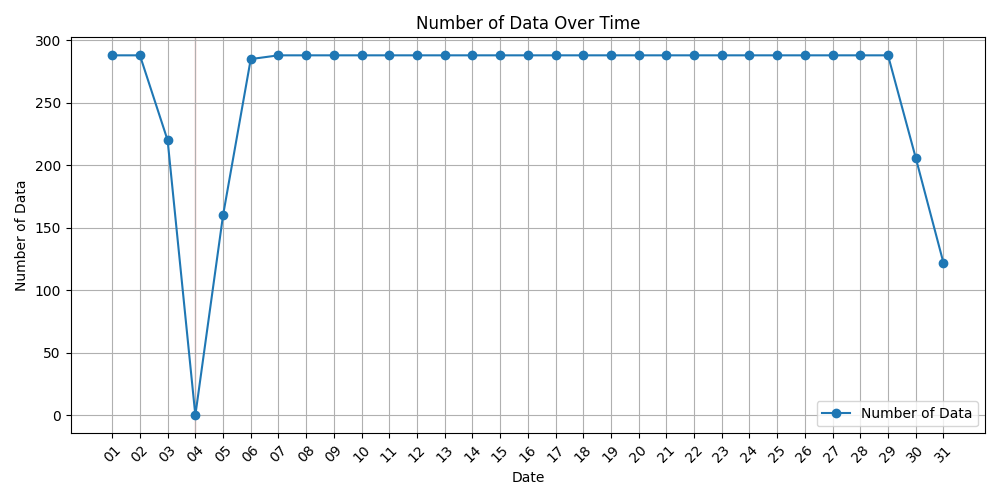 Number of Data Over Time
300
250
200
150
100
50
0
Number of Data
Number of Data
01 02 03 04 05 06 07 08 09 10 11 12 13 14 15 16 17 18 19 20 21 22 23 24 25 26 27 28 29 30 31
Date